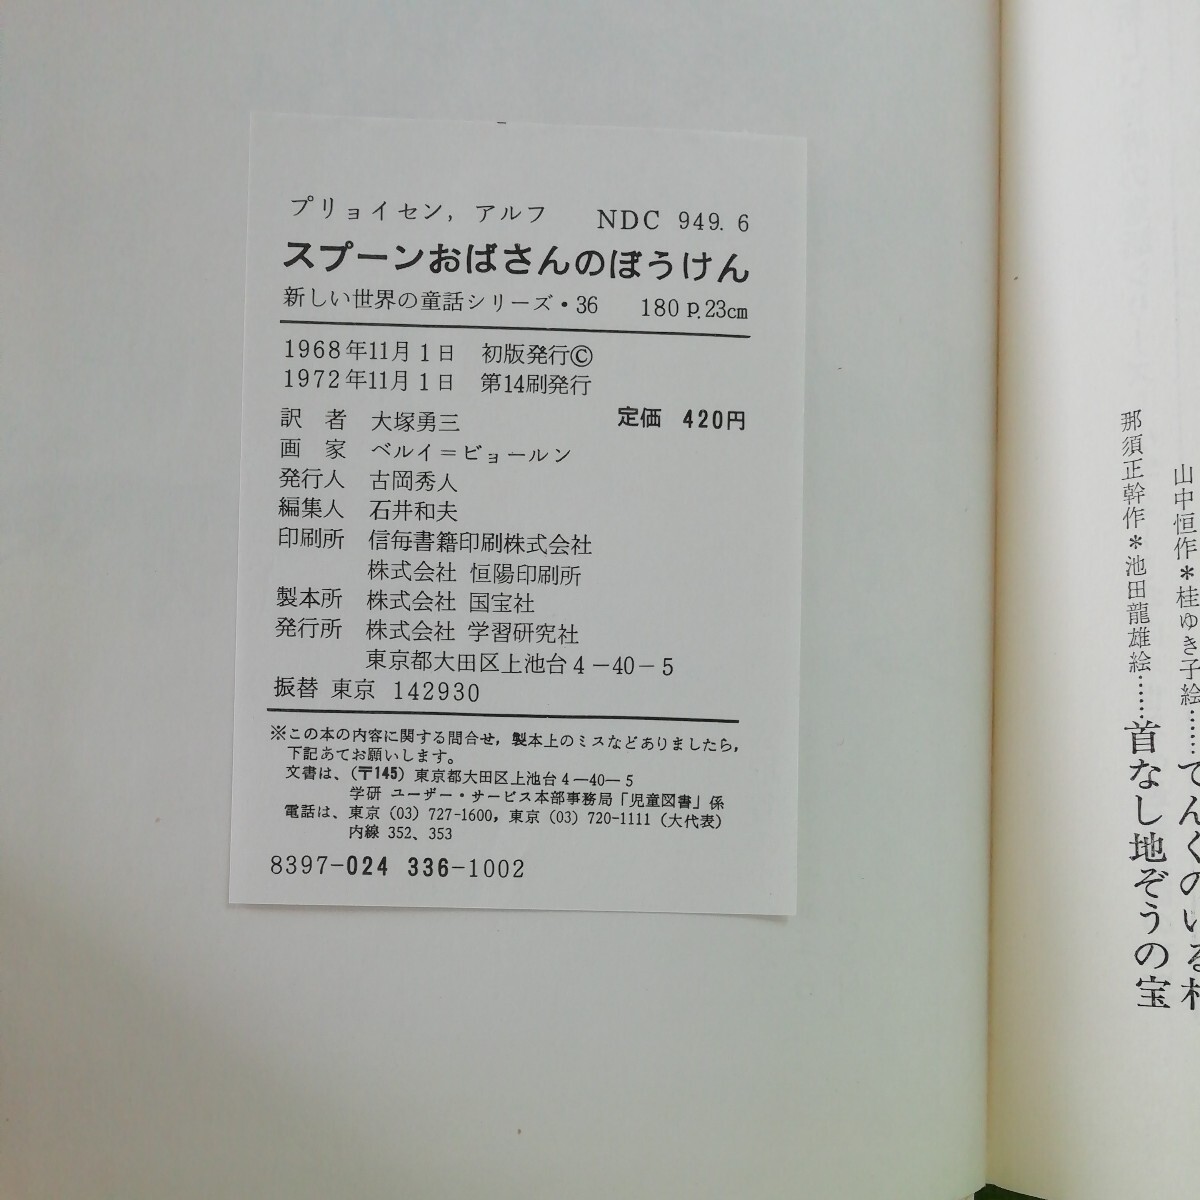 プリョイセン, アルフ　NDC 949. 6
スプーンおばさんのぼうけん
新しい世界の童話シリーズ・36　180 p.23cm
1968年11月1日　初版発行©
1972年11月1日　第14刷発行
訳　者　大塚勇三　定価　420円
画　家　ベルイ＝ビョールン
発行人　古岡秀人
編集人　石井和夫
印刷所　信毎書籍印刷株式会社
株式会社 恒陽印刷所
製本所　株式会社 国宝社
発行所　株式会社 学習研究社
東京都大田区上池台4－40－5
振替 東京 142930
※この本の内容に関する問合せ，製本上のミスなどありましたら，
下記あてお願いします。
文書は、(〒145) 東京都大田区上池台4－40－5
学研 ユーザー・サービス本部事務局「児童図書」係
電話は、東京 (03) 727-1600, 東京 (03) 720-1111 (大代表)
内線 352、353
8397-024 336-1002
山中恒作＊桂ゆき子絵……てんぐのいる村
那須正幹作＊池田龍雄絵……首なし地ぞうの宝